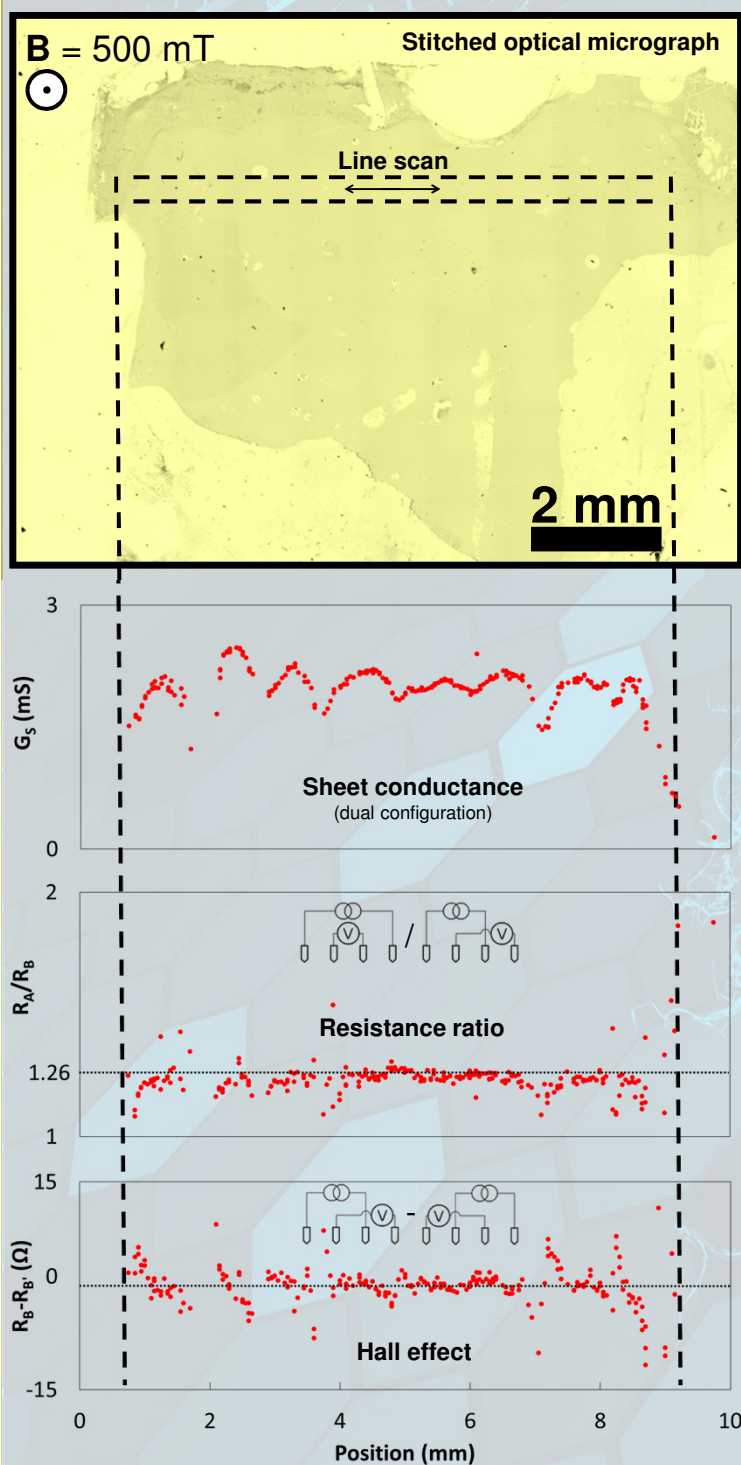 B = 500 mT
Stitched optical micrograph
Line scan
2 mm
3
G_S (mS)
Sheet conductance
(dual configuration)
0
2
V / V
R_A/R_B
Resistance ratio
1.26
1
15
V - V
0
R_B-R_B' (Ω)
Hall effect
-15
0 2 4 6 8 10
Position (mm)